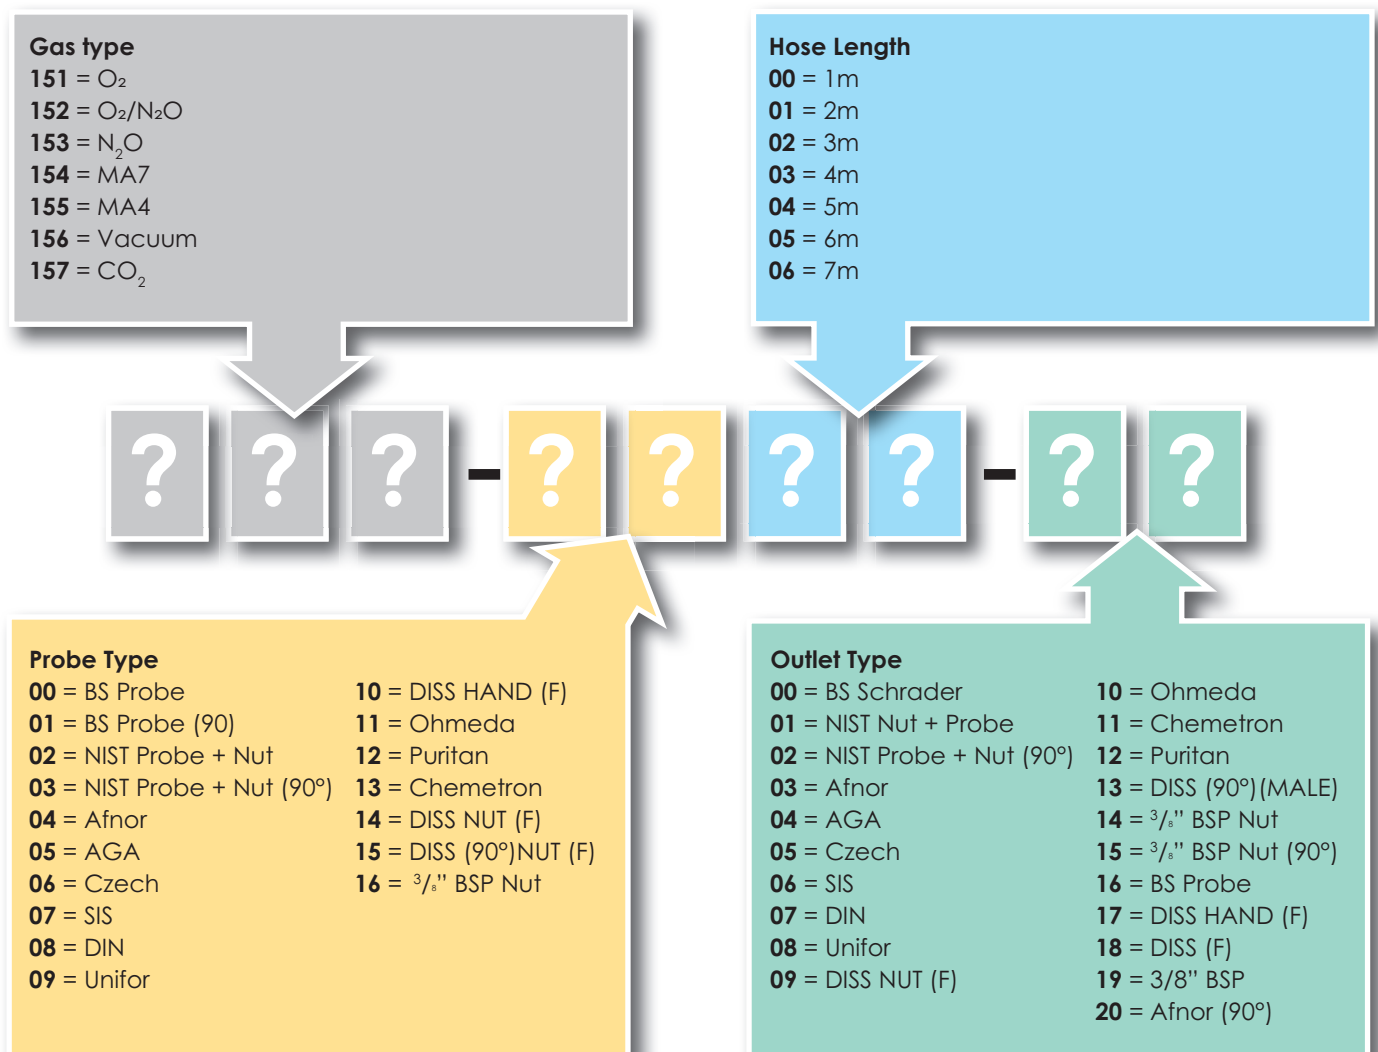 Gas type
151 = O₂
152 = O₂/N₂O
153 = N₂O
154 = MA7
155 = MA4
156 = Vacuum
157 = CO₂
Hose Length
00 = 1m
01 = 2m
02 = 3m
03 = 4m
04 = 5m
05 = 6m
06 = 7m
? ? ? - ? ? ? ? - ? ?
Probe Type
00 = BS Probe
01 = BS Probe (90)
02 = NIST Probe + Nut
03 = NIST Probe + Nut (90°)
04 = Afnor
05 = AGA
06 = Czech
07 = SIS
08 = DIN
09 = Unifor
10 = DISS HAND (F)
11 = Ohmeda
12 = Puritan
13 = Chemetron
14 = DISS NUT (F)
15 = DISS (90°)NUT (F)
16 = ³/₈” BSP Nut
Outlet Type
00 = BS Schrader
01 = NIST Nut + Probe
02 = NIST Probe + Nut (90°)
03 = Afnor
04 = AGA
05 = Czech
06 = SIS
07 = DIN
08 = Unifor
09 = DISS NUT (F)
10 = Ohmeda
11 = Chemetron
12 = Puritan
13 = DISS (90°)(MALE)
14 = ³/₈” BSP Nut
15 = ³/₈” BSP Nut (90°)
16 = BS Probe
17 = DISS HAND (F)
18 = DISS (F)
19 = 3/8” BSP
20 = Afnor (90°)